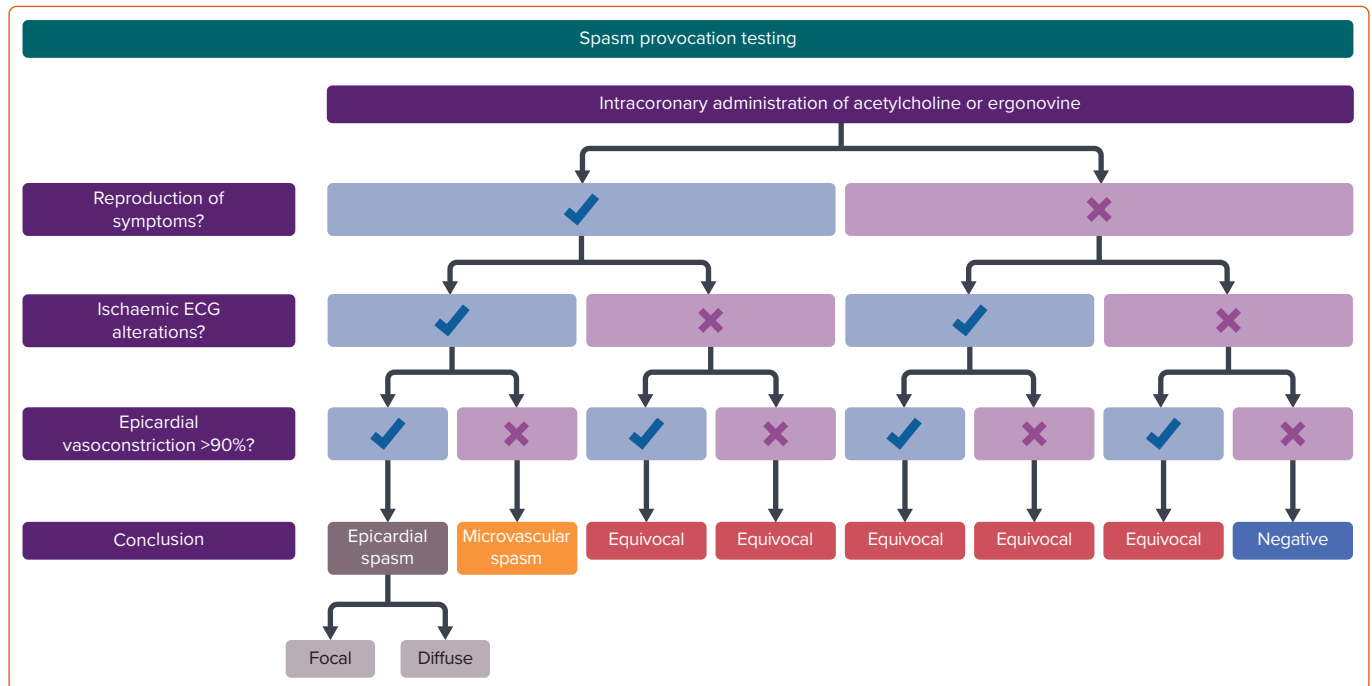 Spasm provocation testing
Intracoronary administration of acetylcholine or ergonovine
Reproduction of
symptoms?
Ischaemic ECG
alterations?
Epicardial
vasoconstriction >90%?
Conclusion
Epicardial
spasm
Microvascular
spasm
Equivocal
Equivocal
Equivocal
Equivocal
Equivocal
Negative
Focal
Diffuse